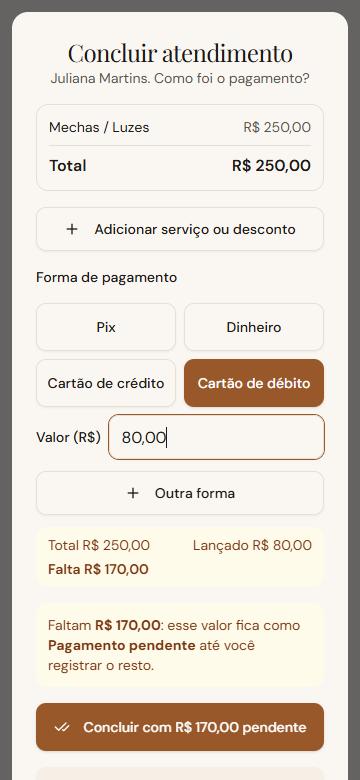 Concluir atendimento
Juliana Martins. Como foi o pagamento?
Mechas / Luzes R$ 250,00
Total R$ 250,00
+ Adicionar serviço ou desconto
Forma de pagamento
Pix Dinheiro
Cartão de crédito Cartão de débito
Valor (R$) 80,00
+ Outra forma
Total R$ 250,00 Lançado R$ 80,00
Falta R$ 170,00
Faltam R$ 170,00: esse valor fica como
Pagamento pendente até você
registrar o resto.
Concluir com R$ 170,00 pendente